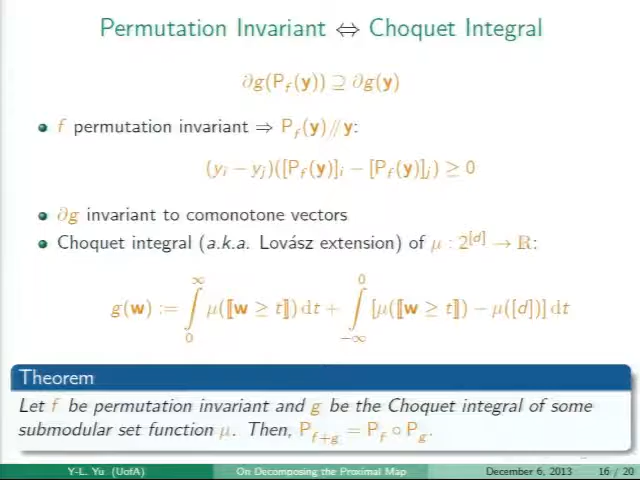 Permutation Invariant ⇔ Choquet Integral
∂g(P_f(y)) ⊇ ∂g(y)
f permutation invariant ⇒ P_f(y)∥y:
(y_i − y_j)([P_f(y)]_i − [P_f(y)]_j) ≥ 0
∂g invariant to comonotone vectors
Choquet integral (a.k.a. Lovász extension) of μ : 2^[d] → ℝ:
g(w) := ∫_0^∞ μ(⟦w ≥ t⟧) dt + ∫_{−∞}^0 [μ(⟦w ≥ t⟧) − μ([d])] dt
Theorem
Let f be permutation invariant and g be the Choquet integral of some
submodular set function μ. Then, P_{f+g} = P_f ∘ P_g.
Y-L. Yu (UofA) On Decomposing the Proximal Map December 6, 2013 16 / 20